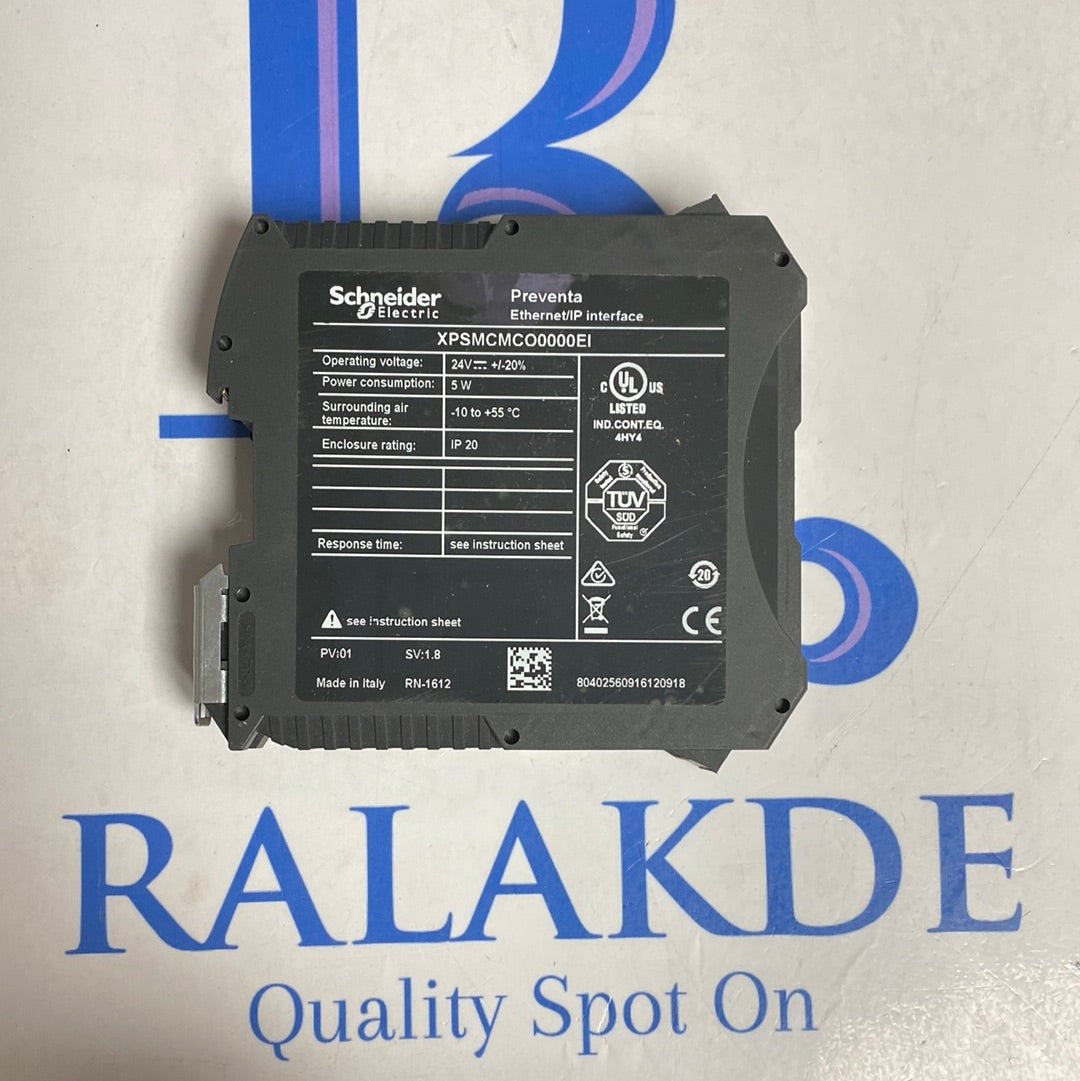 Schneider
Electric
Preventa
Ethernet/IP interface
XPSMCMCO0000EI
Operating voltage: 24V⎓ +/-20%
Power consumption: 5 W
Surrounding air
temperature: -10 to +55 °C
Enclosure rating: IP 20
Response time: see instruction sheet
C UL US
LISTED
IND.CONT.EQ.
4HY4
TÜV
SÜD
Functional
Safety
20
CE
see instruction sheet
PV:01 SV:1.8
Made in Italy RN-1612
80402560916120918
RALAKDE
Quality Spot On